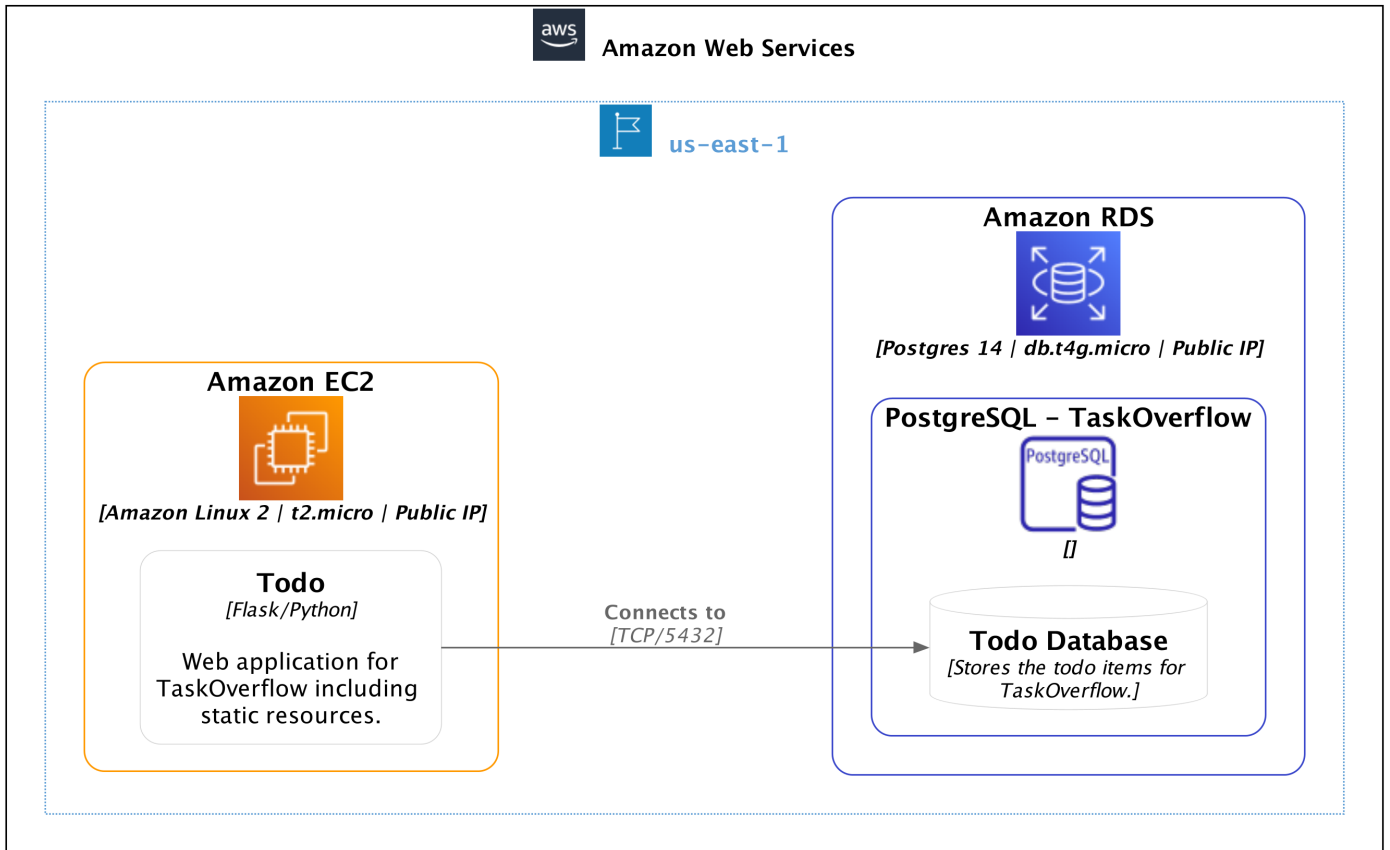 aws
Amazon Web Services
us-east-1
Amazon RDS
[Postgres 14 | db.t4g.micro | Public IP]
Amazon EC2
[Amazon Linux 2 | t2.micro | Public IP]
PostgreSQL - TaskOverflow
PostgreSQL
[]
Todo
[Flask/Python]
Web application for
TaskOverflow including
static resources.
Connects to
[TCP/5432]
Todo Database
[Stores the todo items for
TaskOverflow.]